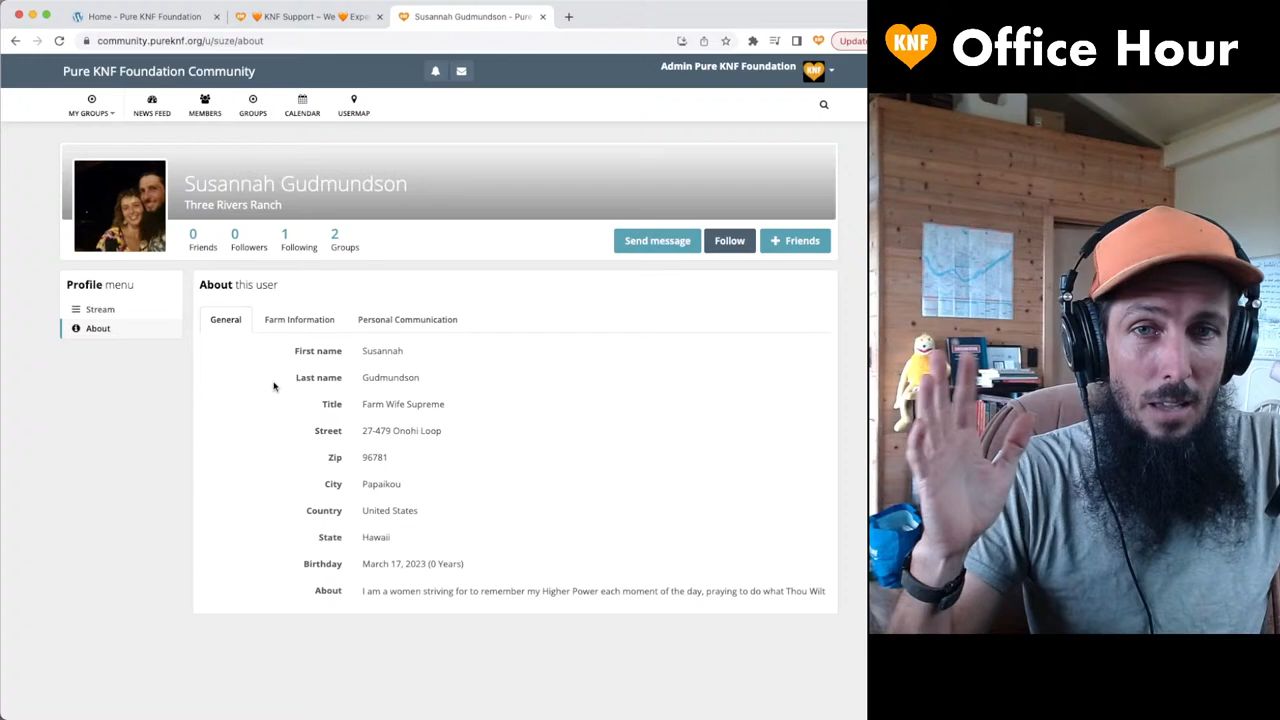 Home - Pure KNF Foundation
🧡 KNF Support – We 🧡 Expe
Susannah Gudmundson - Pure
community.pureknf.org/u/suze/about
Update
KNF Office Hour
Pure KNF Foundation Community
Admin Pure KNF Foundation
KNF
MY GROUPS
NEWS FEED
MEMBERS
GROUPS
CALENDAR
USERMAP
Susannah Gudmundson
Three Rivers Ranch
0 0 1 2
Friends Followers Following Groups
Send message
Follow
Friends
Profile menu
Stream
About
About this user
General
Farm Information
Personal Communication
First name Susannah
Last name Gudmundson
Title Farm Wife Supreme
Street 27-479 Onohi Loop
Zip 96781
City Papaikou
Country United States
State Hawaii
Birthday March 17, 2023 (0 Years)
About I am a women striving for to remember my Higher Power each moment of the day, praying to do what Thou Wilt